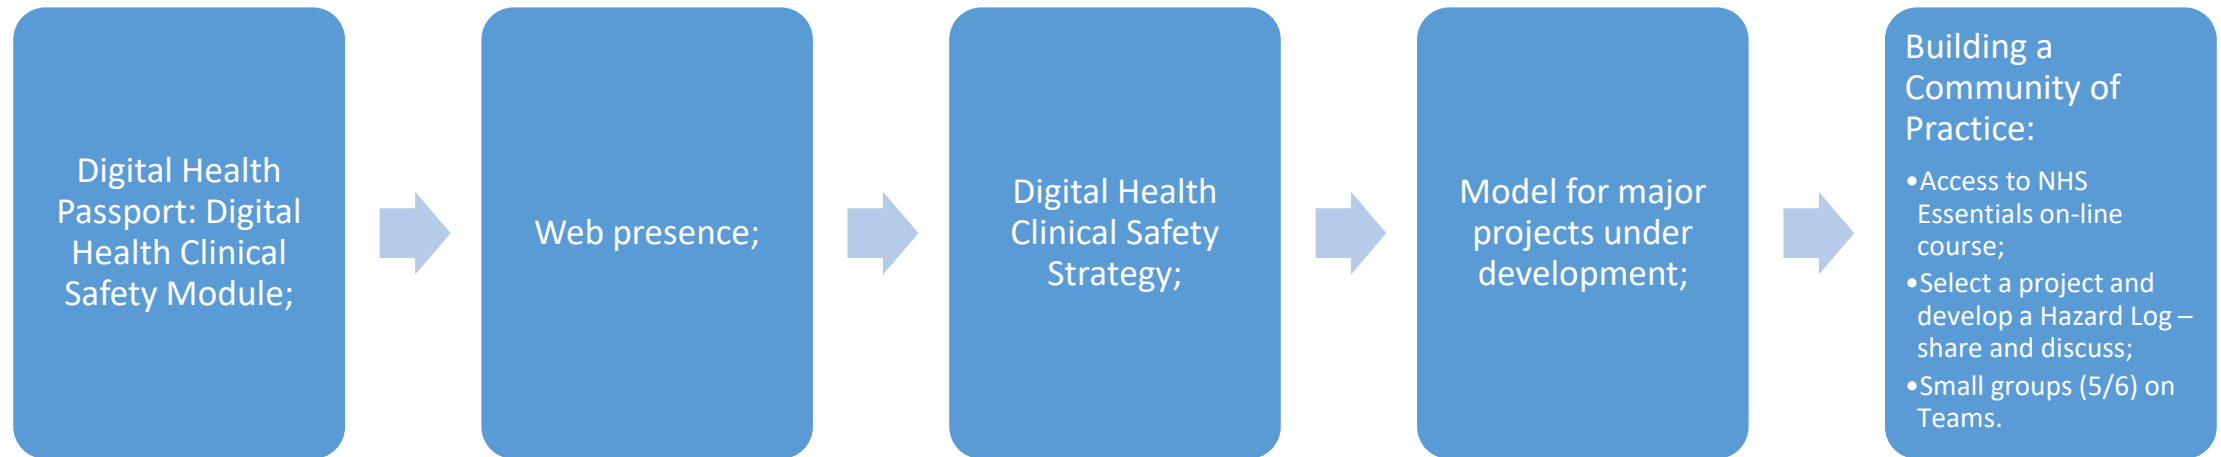 Digital Health
Passport: Digital
Health Clinical
Safety Module;
Web presence;
Digital Health
Clinical Safety
Strategy;
Model for major
projects under
development;
Building a
Community of
Practice:
•Access to NHS
Essentials on-line
course;
•Select a project and
develop a Hazard Log –
share and discuss;
•Small groups (5/6) on
Teams.